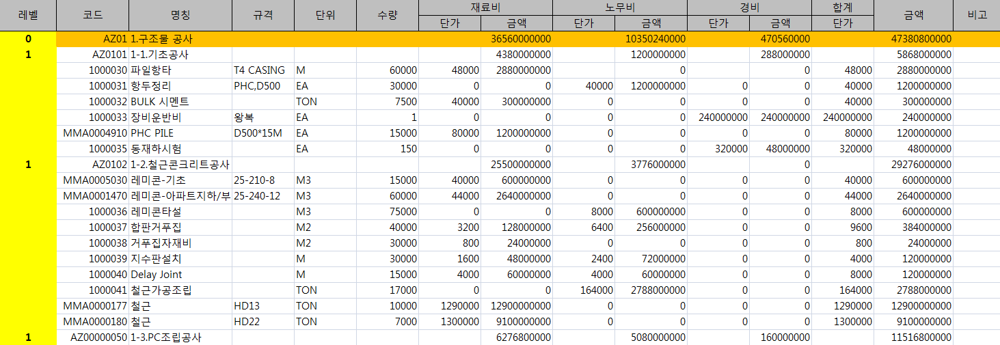 레벨 코드 명칭 규격 단위 수량 재료비 노무비 경비 합계 금액 비고
단가 금액 단가 금액 단가 금액 단가
0 AZ01 1.구조물 공사 36560000000 10350240000 470560000 47380800000
1 AZ0101 1-1.기초공사 4380000000 1200000000 288000000 5868000000
1000030 파일항타 T4 CASING M 60000 48000 2880000000 0 0 48000 2880000000
1000031 항두정리 PHC,D500 EA 30000 0 0 40000 1200000000 0 0 40000 1200000000
1000032 BULK 시멘트 TON 7500 40000 300000000 0 0 0 0 40000 300000000
1000033 장비운반비 왕복 EA 1 0 0 0 0 240000000 240000000 240000000 240000000
MMA0004910 PHC PILE D500*15M EA 15000 80000 1200000000 0 0 0 0 80000 1200000000
1000035 동재하시험 EA 150 0 0 0 0 320000 48000000 320000 48000000
1 AZ0102 1-2.철근콘크리트공사 25500000000 3776000000 0 29276000000
MMA0005030 레미콘-기초 25-210-8 M3 15000 40000 600000000 0 0 0 0 40000 600000000
MMA0001470 레미콘-아파트지하/부 25-240-12 M3 60000 44000 2640000000 0 0 0 0 44000 2640000000
1000036 레미콘타설 M3 75000 0 0 8000 600000000 0 0 8000 600000000
1000037 합판거푸집 M2 40000 3200 128000000 6400 256000000 0 0 9600 384000000
1000038 거푸집자재비 M2 30000 800 24000000 0 0 0 0 800 24000000
1000039 지수판설치 M 30000 1600 48000000 2400 72000000 0 0 4000 120000000
1000040 Delay Joint M 15000 4000 60000000 4000 60000000 0 0 8000 120000000
1000041 철근가공조립 TON 17000 0 0 164000 2788000000 0 0 164000 2788000000
MMA0000177 철근 HD13 TON 10000 1290000 12900000000 0 0 0 0 1290000 12900000000
MMA0000180 철근 HD22 TON 7000 1300000 9100000000 0 0 0 0 1300000 9100000000
1 AZ00000050 1-3.PC조립공사 6276800000 5080000000 160000000 11516800000